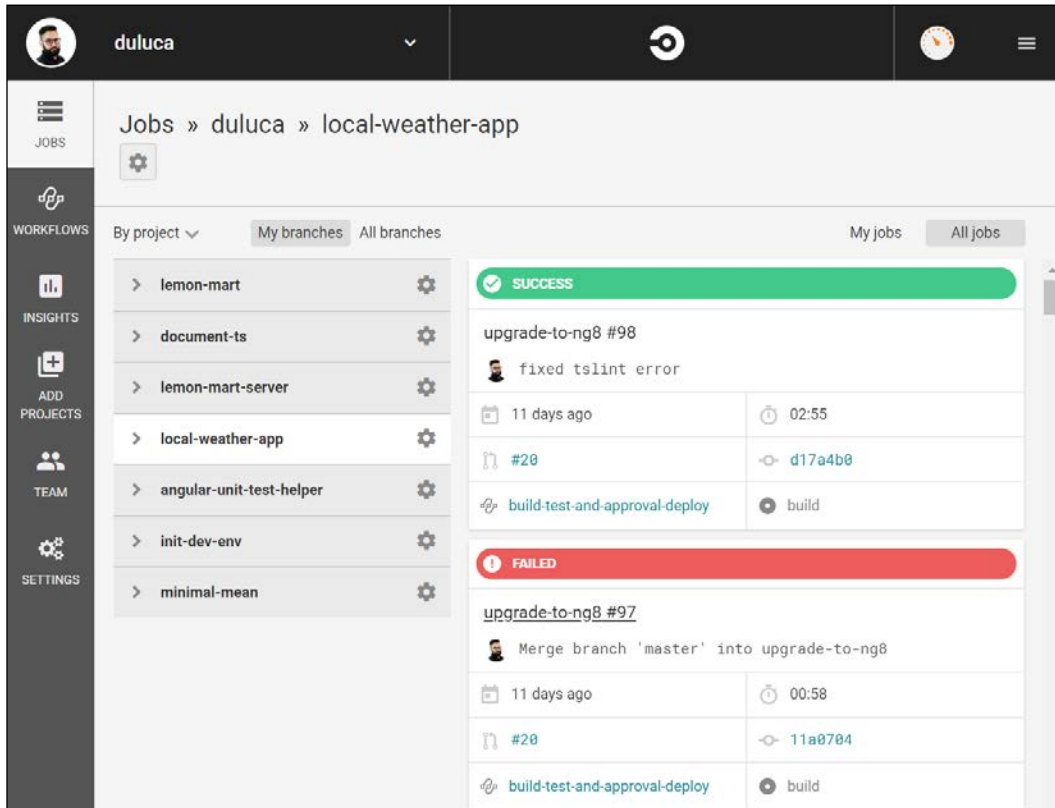 duluca
JOBS
WORKFLOWS
INSIGHTS
ADD
PROJECTS
TEAM
SETTINGS
Jobs » duluca » local-weather-app
By project
My branches All branches
My jobs All jobs
lemon-mart
document-ts
lemon-mart-server
local-weather-app
angular-unit-test-helper
init-dev-env
minimal-mean
SUCCESS
upgrade-to-ng8 #98
fixed tslint error
11 days ago 02:55
#20 d17a4b0
build-test-and-approval-deploy build
FAILED
upgrade-to-ng8 #97
Merge branch 'master' into upgrade-to-ng8
11 days ago 00:58
#20 11a0704
build-test-and-approval-deploy build